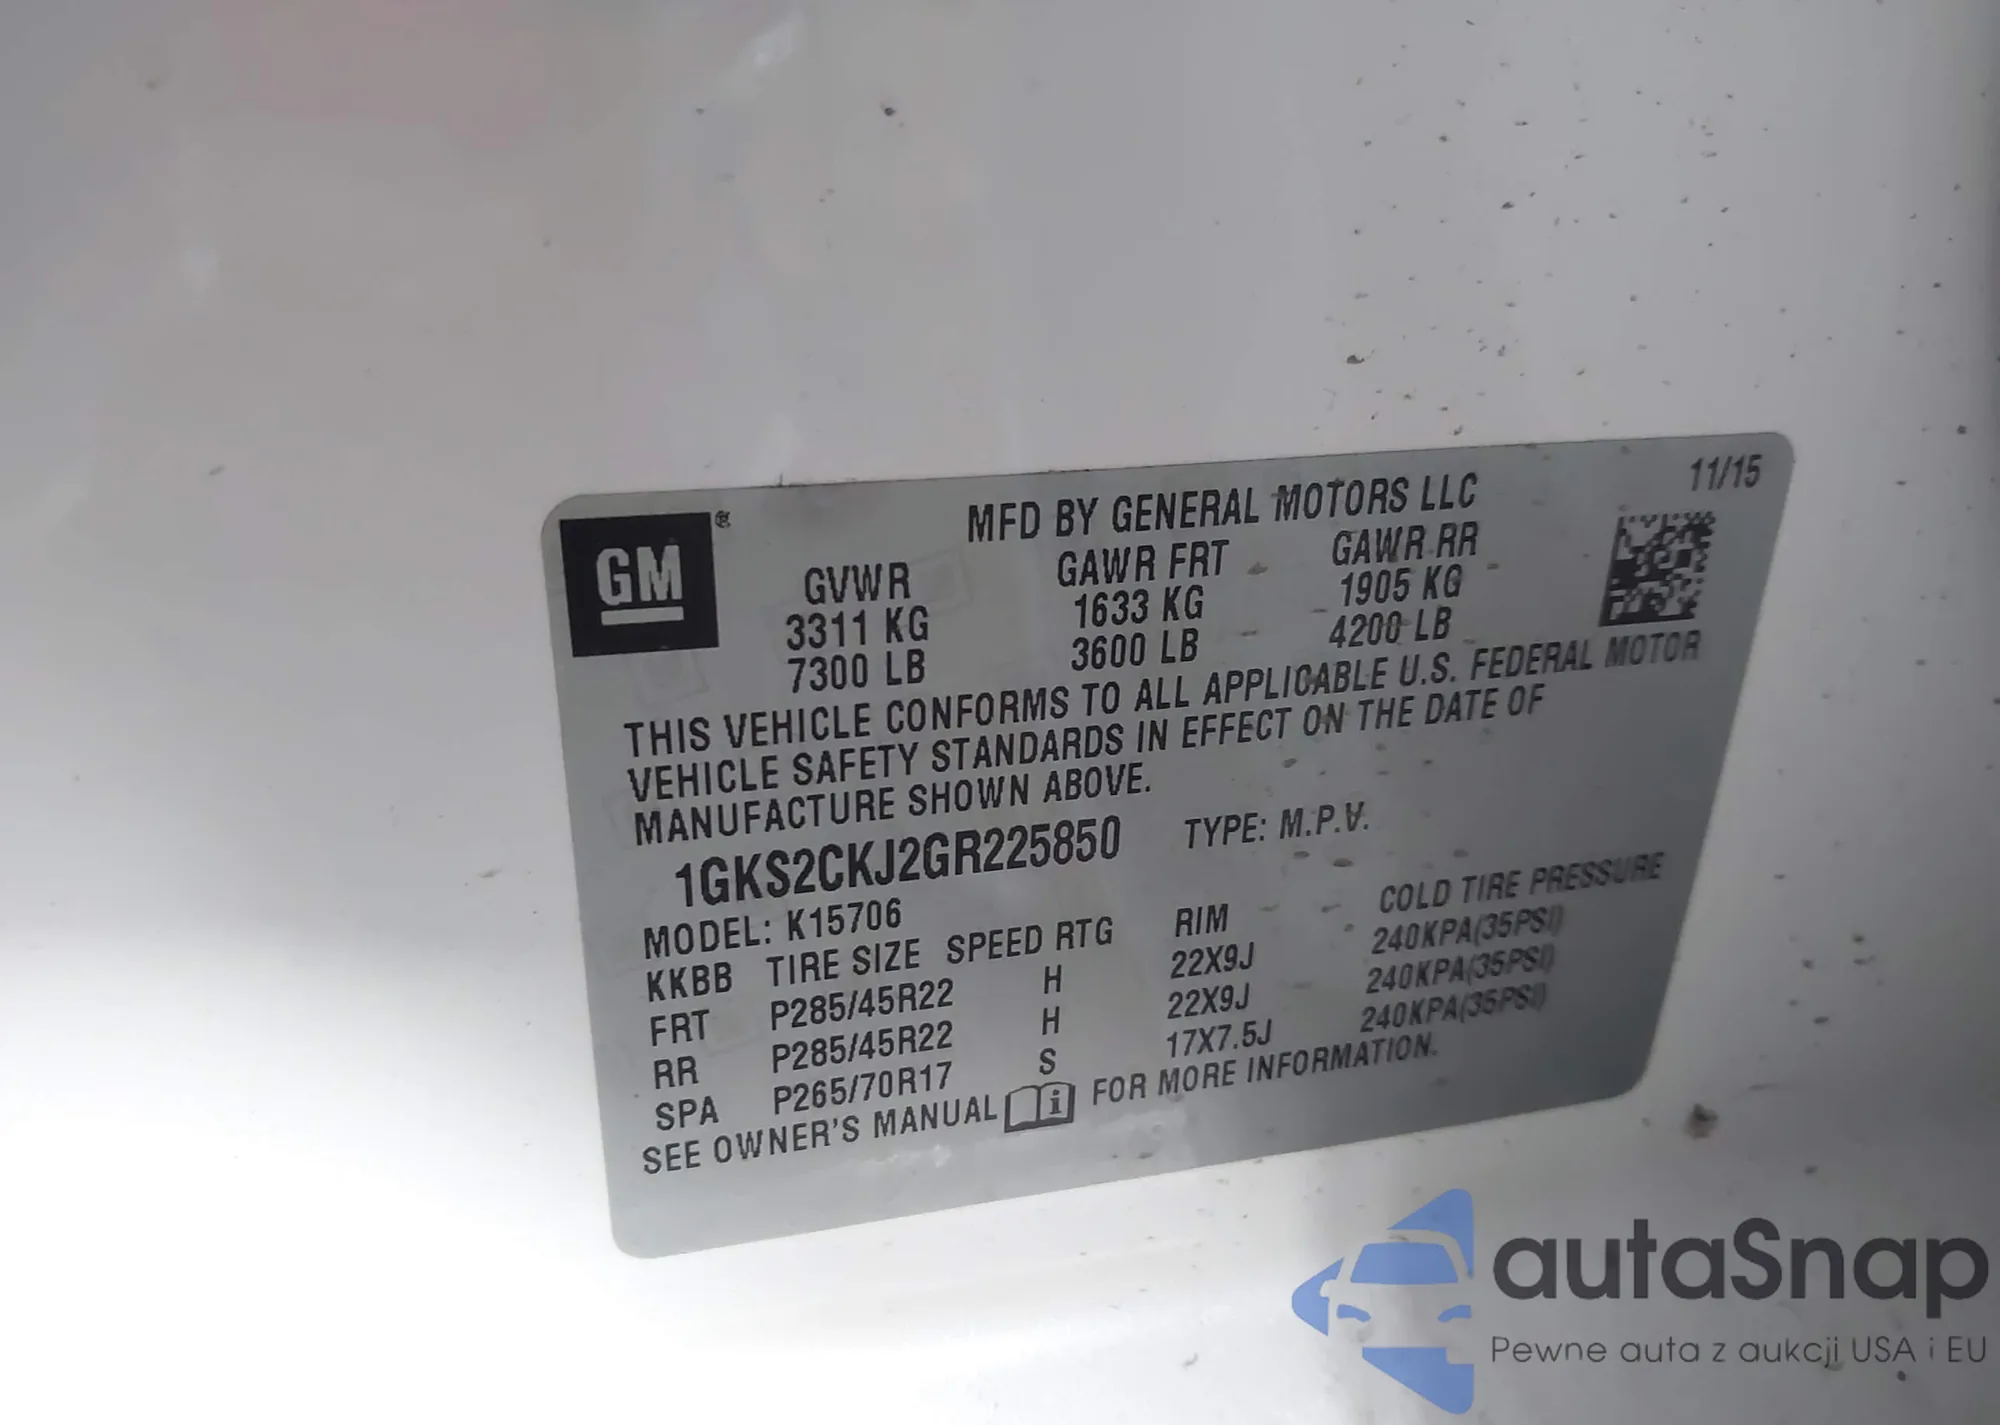 MFD BY GENERAL MOTORS LLC 11/15
GM
GVWR GAWR FRT GAWR RR
3311 KG 1633 KG 1905 KG
7300 LB 3600 LB 4200 LB
THIS VEHICLE CONFORMS TO ALL APPLICABLE U.S. FEDERAL MOTOR
VEHICLE SAFETY STANDARDS IN EFFECT ON THE DATE OF
MANUFACTURE SHOWN ABOVE.
1GKS2CKJ2GR225850 TYPE: M.P.V.
MODEL: K15706
KKBB TIRE SIZE SPEED RTG RIM COLD TIRE PRESSURE
FRT P285/45R22 H 22X9J 240KPA(35PSI)
RR P285/45R22 H 22X9J 240KPA(35PSI)
SPA P265/70R17 S 17X7.5J 240KPA(35PSI)
SEE OWNER'S MANUAL i FOR MORE INFORMATION.
autaSnap
Pewne auta z aukcji USA i EU